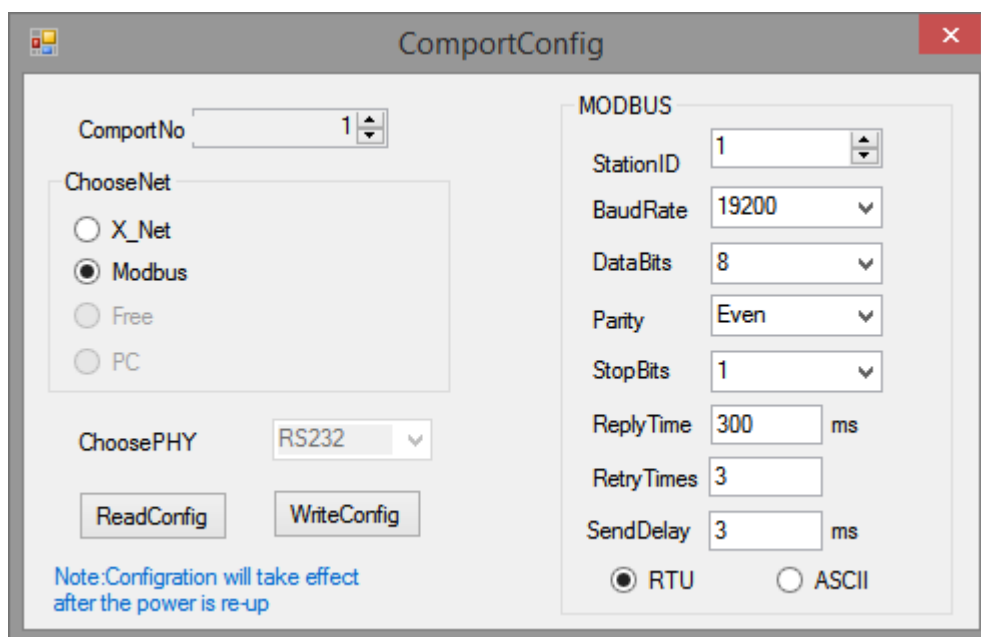 ComportConfig
ComportNo 1
ChooseNet
X_Net
Modbus
Free
PC
ChoosePHY RS232
ReadConfig WriteConfig
Note:Configration will take effect
after the power is re-up
MODBUS
StationID 1
BaudRate 19200
DataBits 8
Parity Even
StopBits 1
ReplyTime 300 ms
RetryTimes 3
SendDelay 3 ms
RTU ASCII